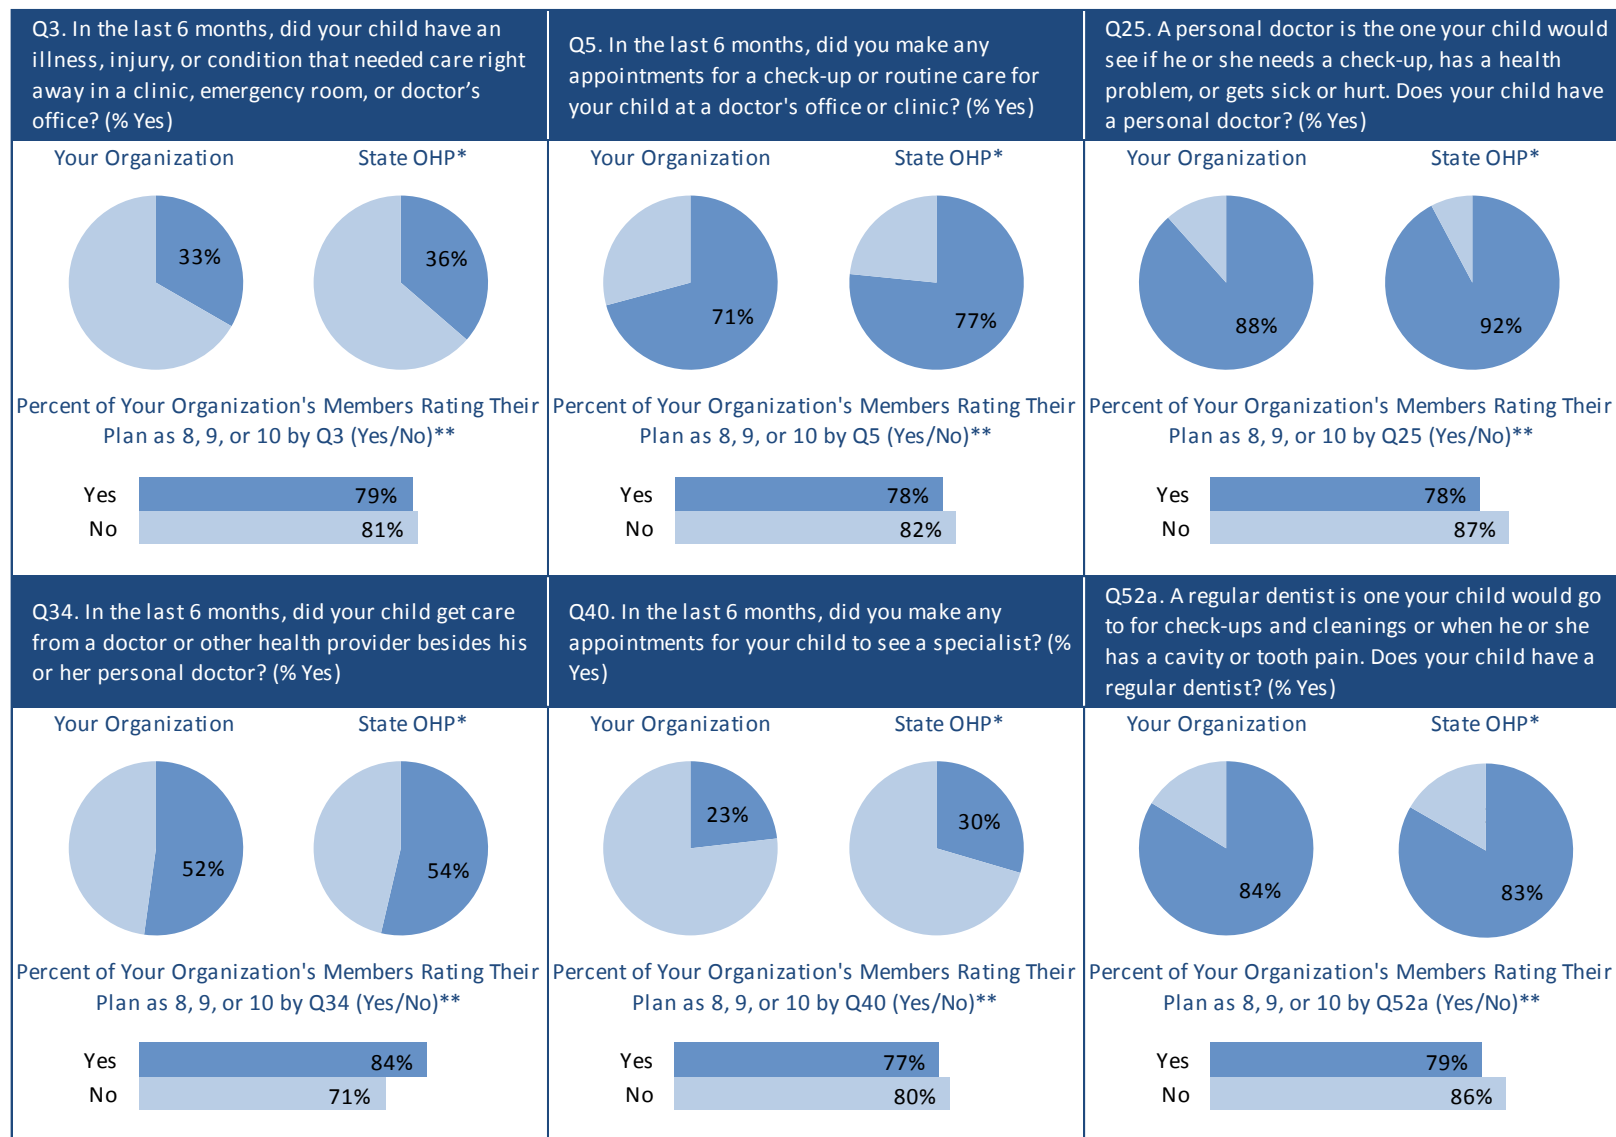 Q3. In the last 6 months, did your child have an
illness, injury, or condition that needed care right
away in a clinic, emergency room, or doctor’s
office? (% Yes)
Your Organization
State OHP*
33%
36%
Percent of Your Organization's Members Rating Their
Plan as 8, 9, or 10 by Q3 (Yes/No)**
Yes
79%
No
81%
Q5. In the last 6 months, did you make any
appointments for a check-up or routine care for
your child at a doctor's office or clinic? (% Yes)
Your Organization
State OHP*
71%
77%
Percent of Your Organization's Members Rating Their
Plan as 8, 9, or 10 by Q5 (Yes/No)**
Yes
78%
No
82%
Q25. A personal doctor is the one your child would
see if he or she needs a check-up, has a health
problem, or gets sick or hurt. Does your child have
a personal doctor? (% Yes)
Your Organization
State OHP*
88%
92%
Percent of Your Organization's Members Rating Their
Plan as 8, 9, or 10 by Q25 (Yes/No)**
Yes
78%
No
87%
Q34. In the last 6 months, did your child get care
from a doctor or other health provider besides his
or her personal doctor? (% Yes)
Your Organization
State OHP*
52%
54%
Percent of Your Organization's Members Rating Their
Plan as 8, 9, or 10 by Q34 (Yes/No)**
Yes
84%
No
71%
Q40. In the last 6 months, did you make any
appointments for your child to see a specialist? (%
Yes)
Your Organization
State OHP*
23%
30%
Percent of Your Organization's Members Rating Their
Plan as 8, 9, or 10 by Q40 (Yes/No)**
Yes
77%
No
80%
Q52a. A regular dentist is one your child would go
to for check-ups and cleanings or when he or she
has a cavity or tooth pain. Does your child have a
regular dentist? (% Yes)
Your Organization
State OHP*
84%
83%
Percent of Your Organization's Members Rating Their
Plan as 8, 9, or 10 by Q52a (Yes/No)**
Yes
79%
No
86%